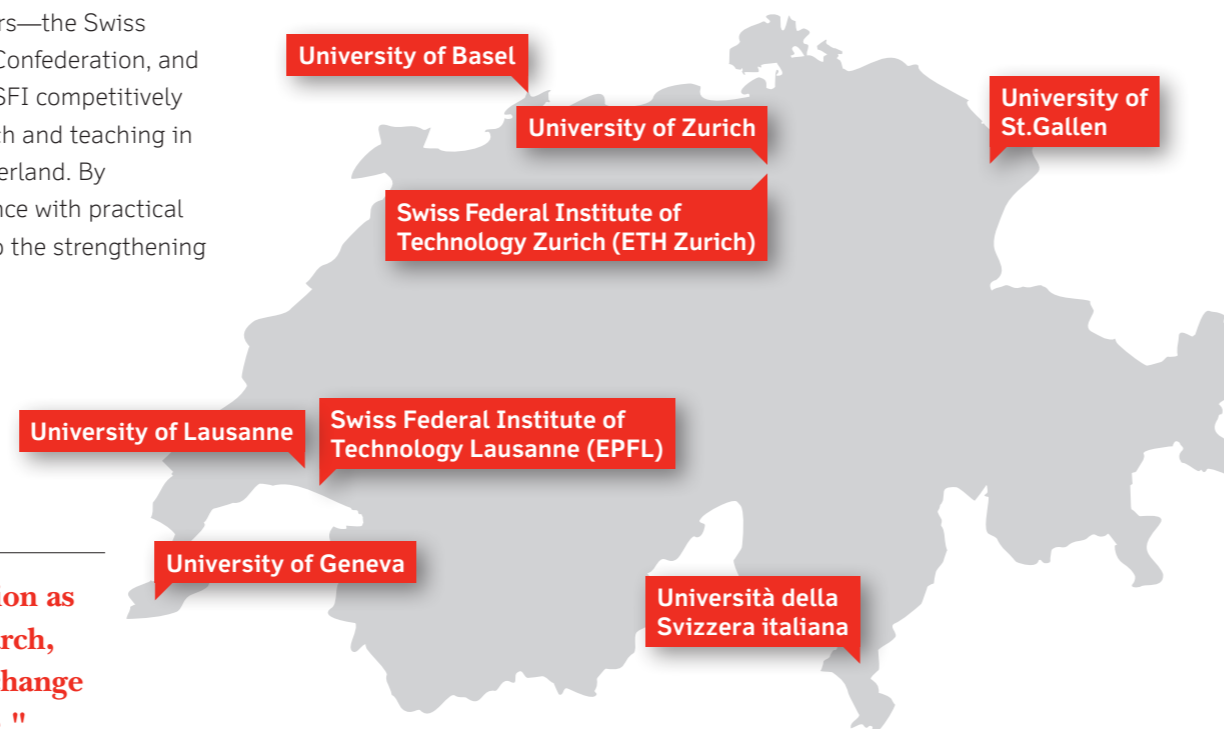 rs—the Swiss
Confederation, and
SFI competitively
ch and teaching in
erland. By
nce with practical
o the strengthening
ion as
rch,
change
."
University of Basel
University of Zurich
University of
St.Gallen
Swiss Federal Institute of
Technology Zurich (ETH Zurich)
University of Lausanne
Swiss Federal Institute of
Technology Lausanne (EPFL)
University of Geneva
Università della
Svizzera italiana